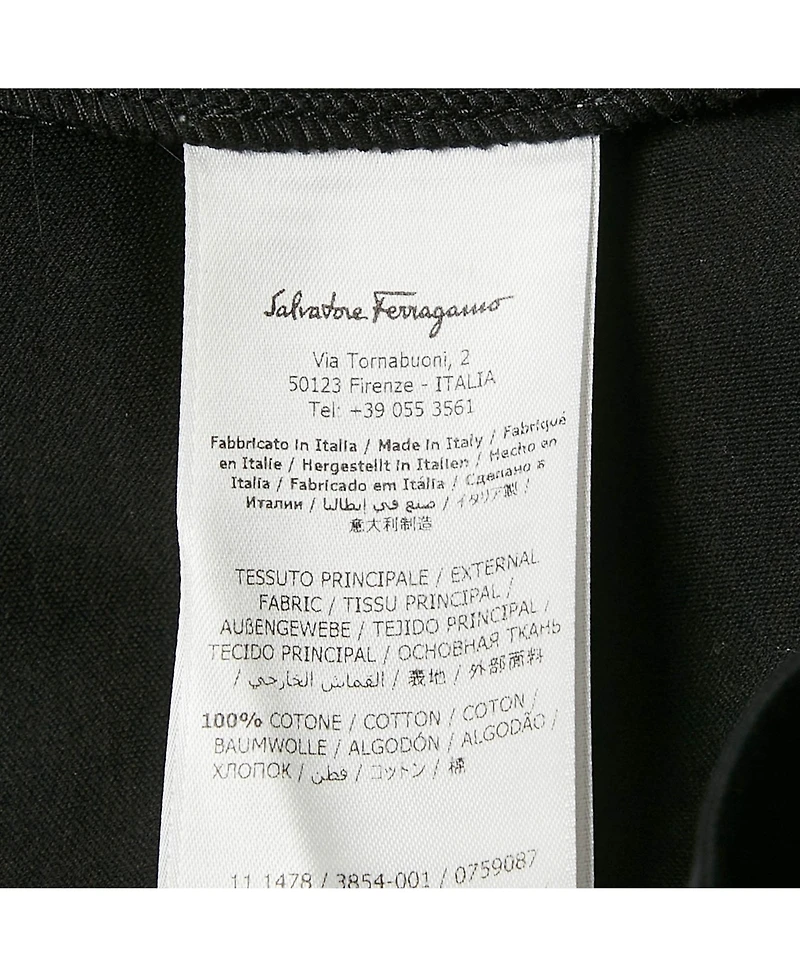 Salvatore Ferragamo
Via Tornabuoni, 2
50123 Firenze - ITALIA
Tel: +39 055 3561
Fabbricato in Italia / Made in Italy / Fabriqué
en Italie / Hergestellt in Italien / Hecho en
Italia / Fabricado em Itália / Сделано в
Италии / صنع في إيطاليا / イタリア製 /
意大利制造
TESSUTO PRINCIPALE / EXTERNAL
FABRIC / TISSU PRINCIPAL /
AUßENGEWEBE / TEJIDO PRINCIPAL /
TECIDO PRINCIPAL / ОСНОВНАЯ ТКАНЬ
/ القماش الخارجي / 表地 / 外部面料
100% COTONE / COTTON / COTON /
BAUMWOLLE / ALGODÓN / ALGODÃO /
ХЛОПОК / قطن / コットン / 棉
11 1478 / 3854-001 / 0759087